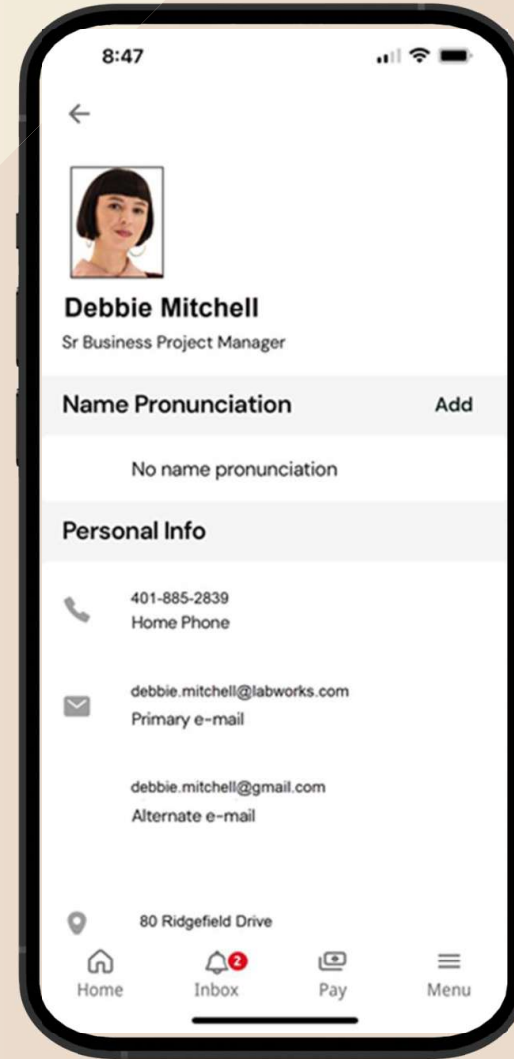 8:47
Debbie Mitchell
Sr Business Project Manager
Name Pronunciation Add
No name pronunciation
Personal Info
401-885-2839
Home Phone
debbie.mitchell@labworks.com
Primary e-mail
debbie.mitchell@gmail.com
Alternate e-mail
80 Ridgefield Drive
2
Home Inbox Pay Menu